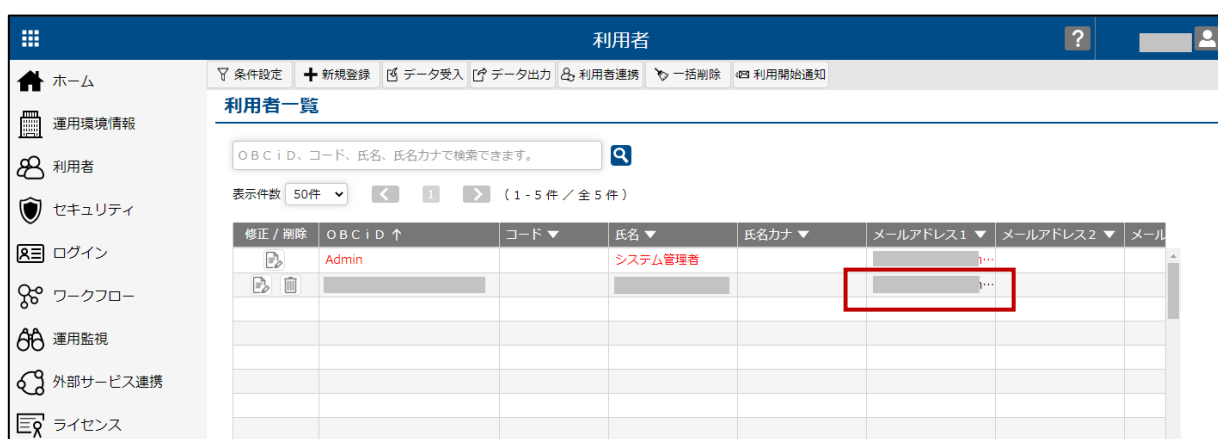 利用者
?
ホーム
運用環境情報
利用者
セキュリティ
ログイン
ワークフロー
運用監視
外部サービス連携
ライセンス
条件設定 新規登録 データ受入 データ出力 利用者連携 一括削除 利用開始通知
利用者一覧
ＯＢＣｉＤ、コード、氏名、氏名カナで検索できます。
表示件数 50件 1 (1-5件／全5件)
修正 / 削除 ＯＢＣｉＤ↑ コード▼ 氏名▼ 氏名カナ▼ メールアドレス1▼ メールアドレス2▼ メール
Admin システム管理者 …
…